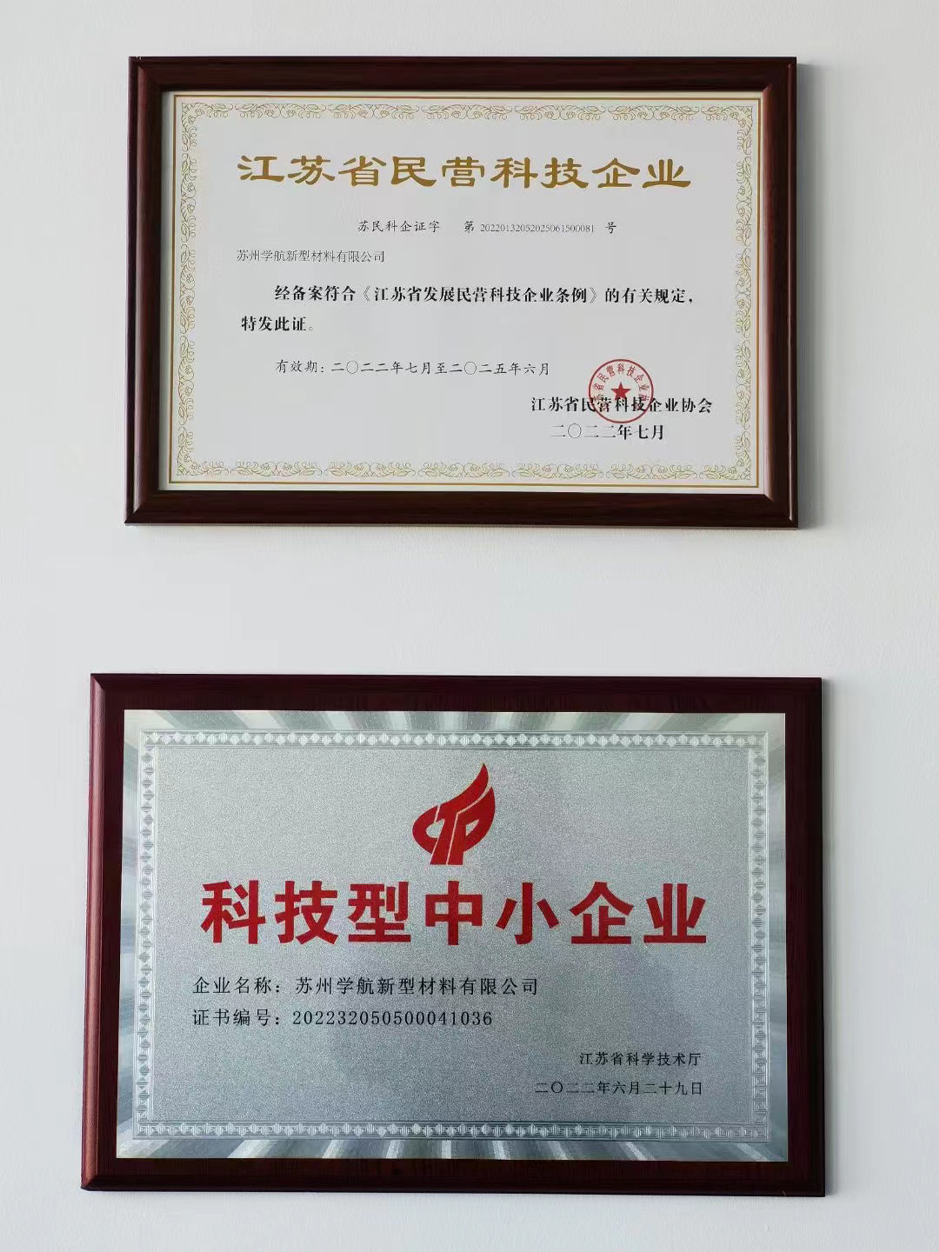 江苏省民营科技企业
苏民科企证字 第 20220132052025061500081 号
苏州学航新型材料有限公司
经备案符合《江苏省发展民营科技企业条例》的有关规定，
特发此证。
有效期：二〇二二年七月至二〇二五年六月
江苏省民营科技企业协会
二〇二二年七月
科技型中小企业
企业名称：苏州学航新型材料有限公司
证书编号：202232050500041036
江苏省科学技术厅
二〇二二年六月二十九日